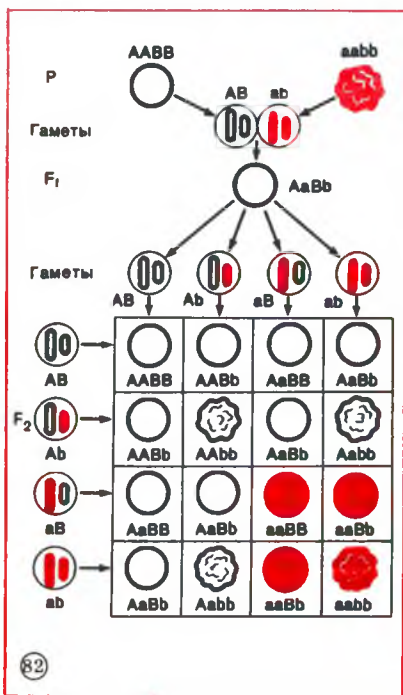 AABB aabb
P AB ab
Гаметы
F₁ AaBb
Гаметы
AB Ab aB ab
AABB AABb AaBB AaBb
AB
F₂
AABb AAbb AaBb Aabb
Ab
AaBB AaBb aaBB aaBb
aB
AaBb Aabb aaBb aabb
ab
82